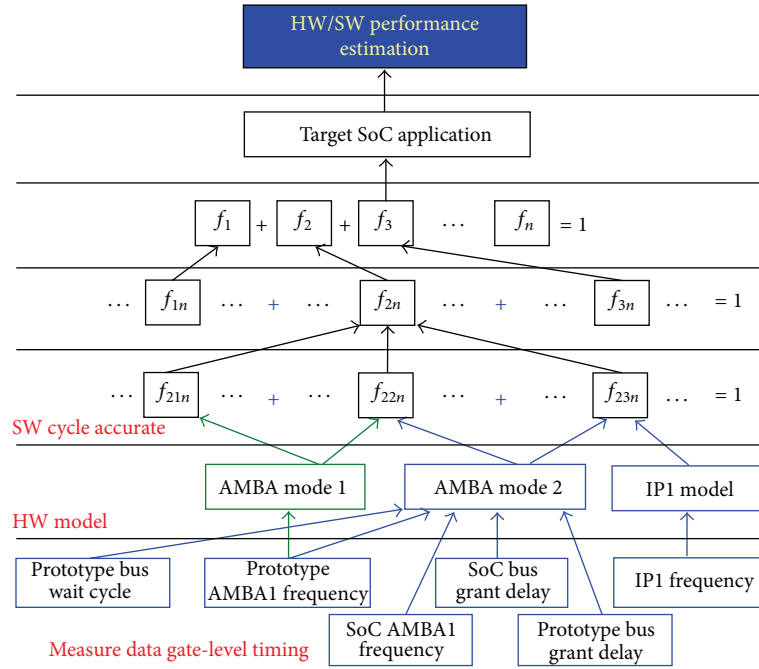 HW/SW performance
estimation
Target SoC application
f1 + f2 + f3 ⋯ fn = 1
⋯ f1n ⋯ + ⋯ f2n ⋯ + ⋯ f3n … = 1
⋯ f21n ⋯ + ⋯ f22n ⋯ + ⋯ f23n … = 1
SW cycle accurate
AMBA mode 1
AMBA mode 2
IP1 model
HW model
Prototype bus
wait cycle
Prototype
AMBA1 frequency
SoC bus
grant delay
IP1 frequency
SoC AMBA1
frequency
Prototype bus
grant delay
Measure data gate-level timing